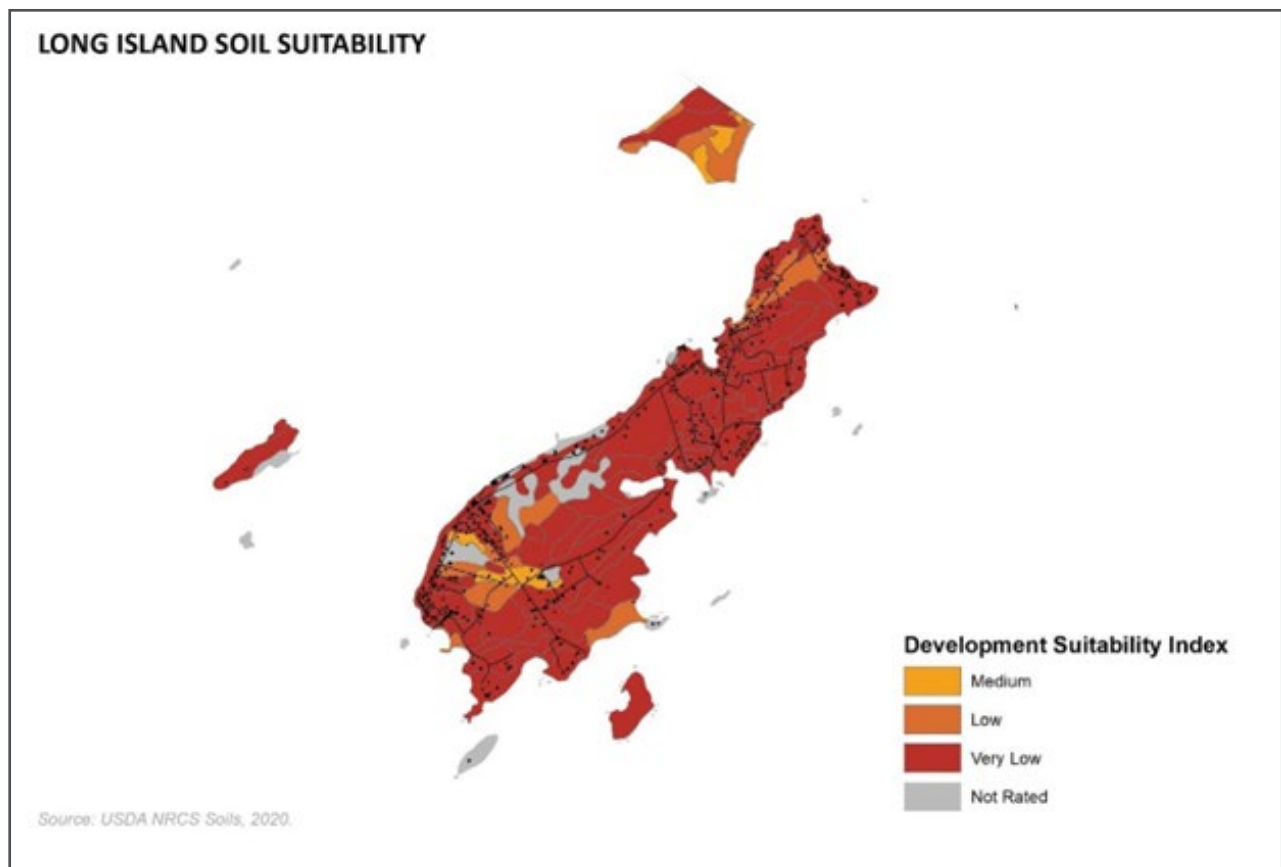 LONG ISLAND SOIL SUITABILITY
Development Suitability Index
Medium
Low
Very Low
Not Rated
Source: USDA NRCS Soils, 2020.